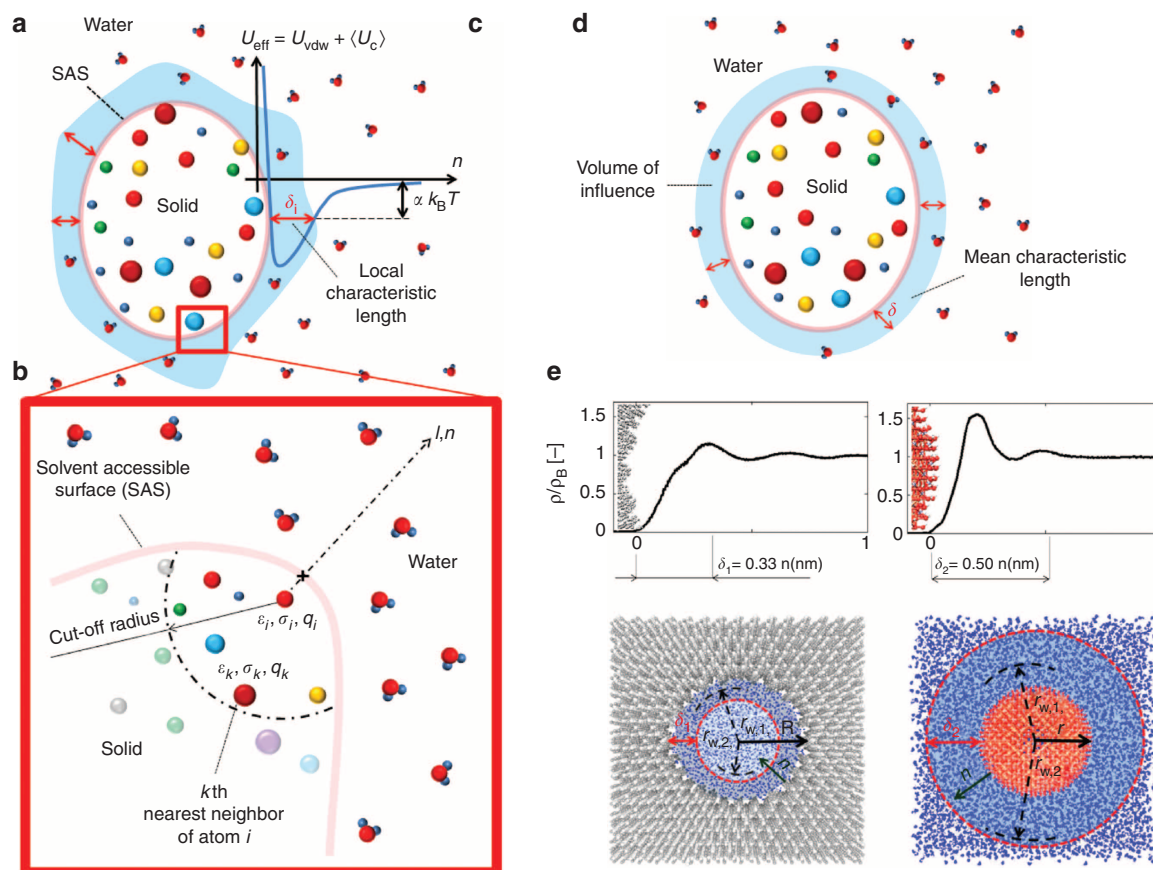 a
Water
SAS
Solid
U_eff = U_vdw + ⟨U_c⟩
c
n
α k_B T
δ_i
Local
characteristic
length
b
Solvent accessible
surface (SAS)
l,n
Water
Cut-off radius
ε_i, σ_i, q_i
ε_k, σ_k, q_k
Solid
kth
nearest neighbor
of atom i
d
Water
Volume of
influence
Solid
Mean characteristic
length
δ
e
ρ/ρ_B [–]
1.5
1
0.5
0
0
1
δ_1= 0.33 n(nm)
1.5
1
0.5
0
0
δ_2= 0.50 n(nm)
δ_1
r_w,1,
r_w,2,
R
n
δ_2
r_w,1,
r
r_w,2
n